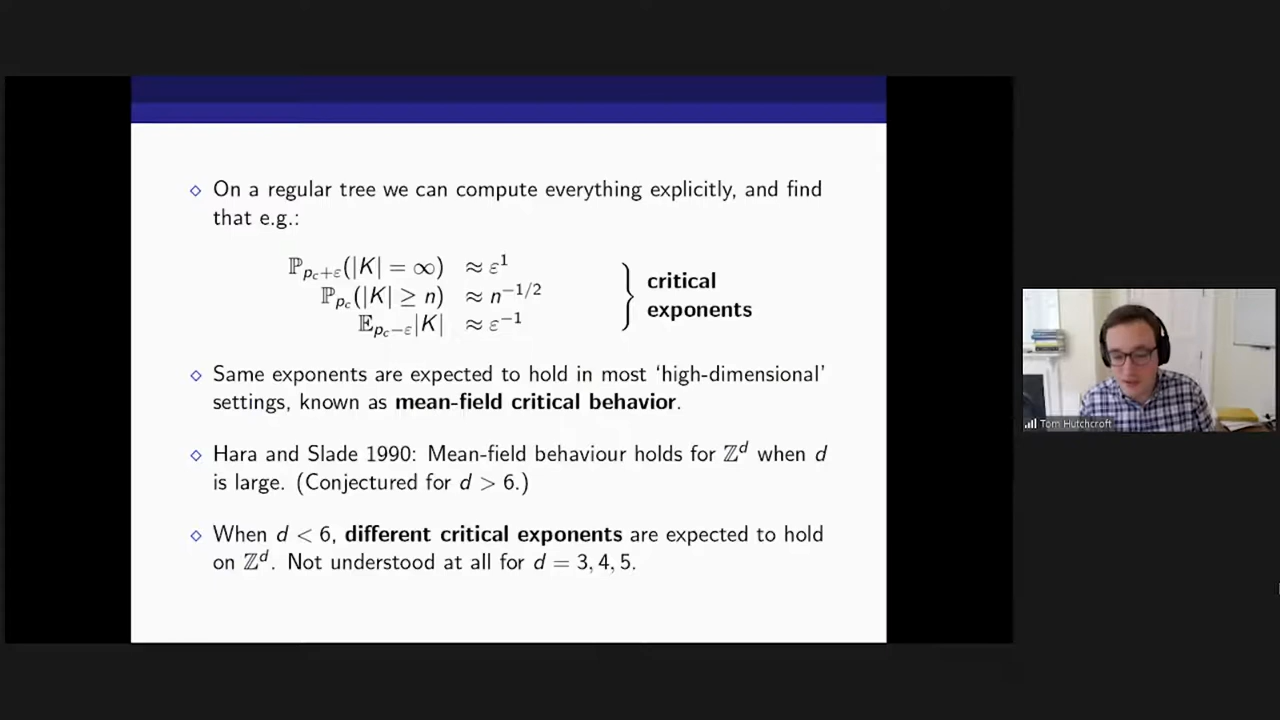 ⋄ On a regular tree we can compute everything explicitly, and find
that e.g.:
ℙ_{p_c+ε}(|K| = ∞) ≈ ε^1
ℙ_{p_c}(|K| ≥ n) ≈ n^{-1/2}
𝔼_{p_c−ε}|K| ≈ ε^{-1}
critical
exponents
⋄ Same exponents are expected to hold in most ‘high-dimensional’
settings, known as mean-field critical behavior.
⋄ Hara and Slade 1990: Mean-field behaviour holds for ℤ^d when d
is large. (Conjectured for d > 6.)
⋄ When d < 6, different critical exponents are expected to hold
on ℤ^d. Not understood at all for d = 3, 4, 5.
Tom Hutchcroft